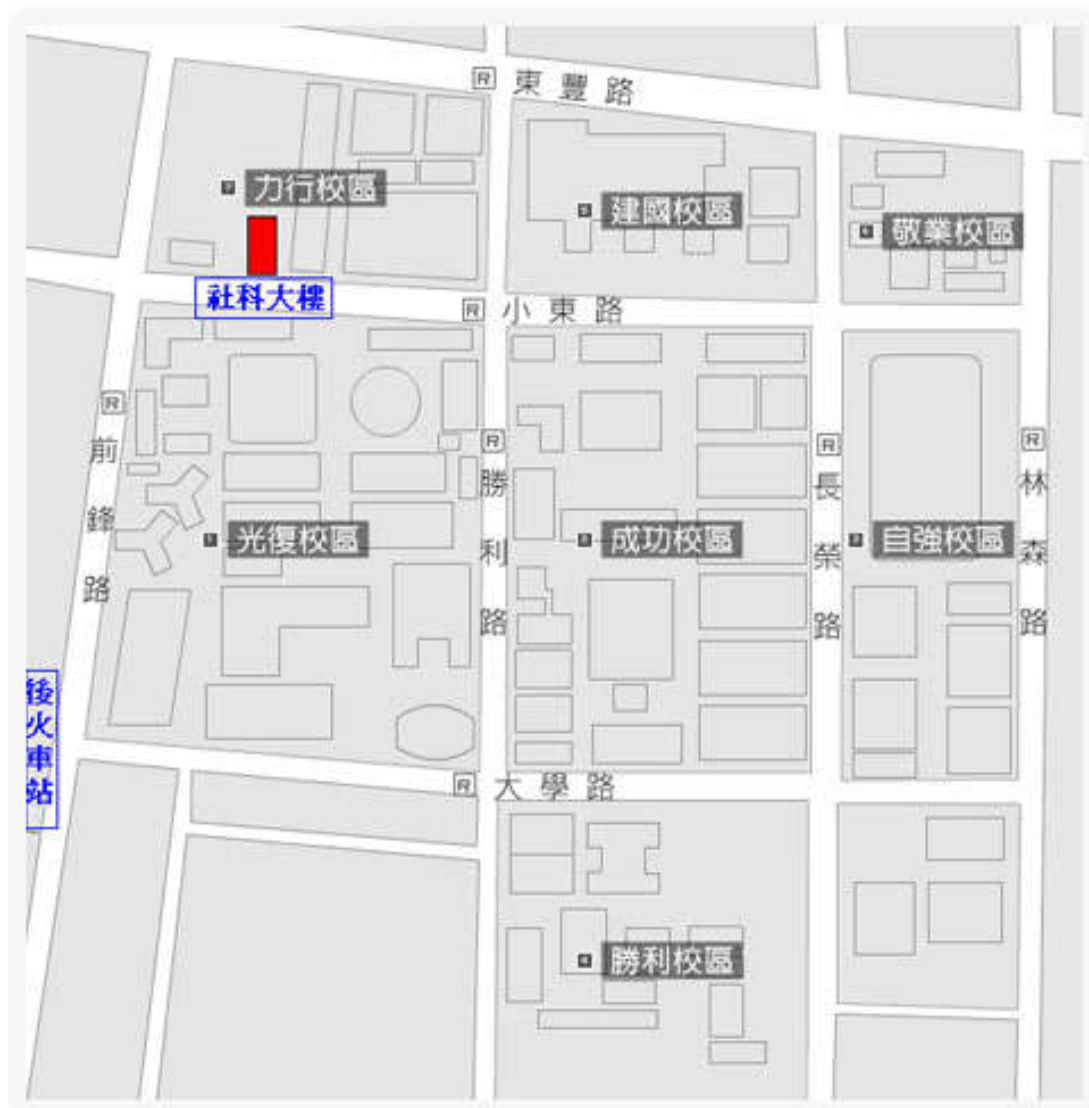 R 東豐路
力行校區
建國校區
敬業校區
社科大樓
R 小東路
R 前鋒路
R 勝利路
R 長榮路
R 林森路
光復校區
成功校區
自強校區
後火車站
R 大學路
勝利校區